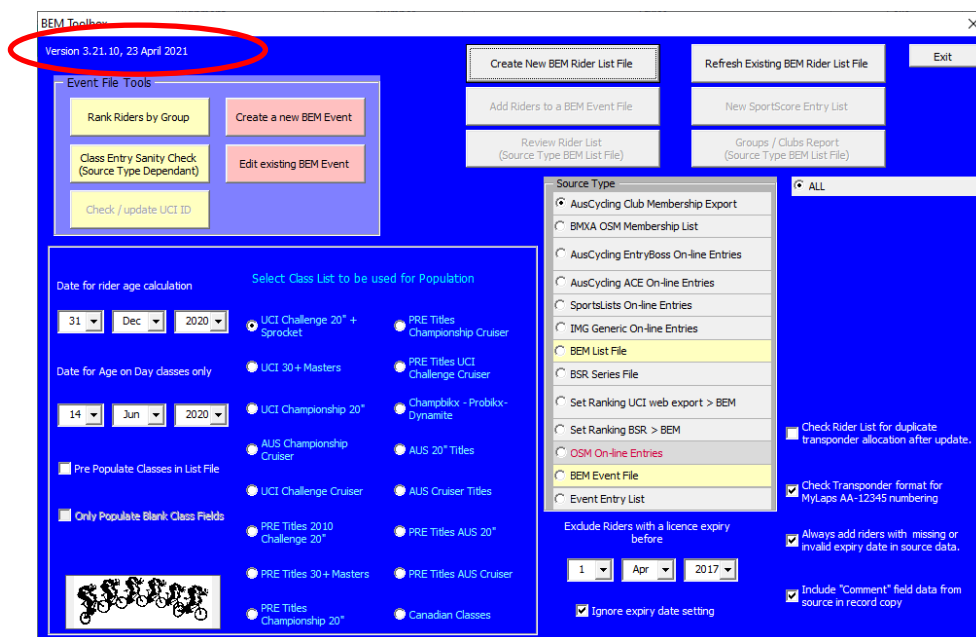 BEM Toolbox
Version 3.21.10, 23 April 2021
Event File Tools
Rank Riders by Group
Create a new BEM Event
Class Entry Sanity Check
(Source Type Dependant)
Edit existing BEM Event
Check / update UCI ID
Create New BEM Rider List File
Refresh Existing BEM Rider List File
Exit
Add Riders to a BEM Event File
New SportScore Entry List
Review Rider List
(Source Type BEM List File)
Groups / Clubs Report
(Source Type BEM List File)
Source Type
AusCycling Club Membership Export
BMXA OSM Membership List
AusCycling EntryBoss On-line Entries
AusCycling ACE On-line Entries
SportsLists On-line Entries
IMG Generic On-line Entries
BEM List File
BSR Series File
Set Ranking UCI web export > BEM
Set Ranking BSR > BEM
OSM On-line Entries
BEM Event File
Event Entry List
ALL
Date for rider age calculation
31 Dec 2020
Date for Age on Day classes only
14 Jun 2020
Pre Populate Classes in List File
Only Populate Blank Class Fields
Select Class List to be used for Population
UCI Challenge 20" +
Sprocket
UCI 30+ Masters
UCI Championship 20"
AUS Championship
Cruiser
UCI Challenge Cruiser
PRE Titles 2010
Challenge 20"
PRE Titles 30+ Masters
PRE Titles
Championship 20"
PRE Titles
Championship Cruiser
PRE Titles UCI
Challenge Cruiser
Champbikx - Probikx-
Dynamite
AUS 20" Titles
AUS Cruiser Titles
PRE Titles AUS 20"
PRE Titles AUS Cruiser
Canadian Classes
Exclude Riders with a licence expiry
before
1 Apr 2017
Ignore expiry date setting
Check Rider List for duplicate
transponder allocation after update.
Check Transponder format for
MyLaps AA-12345 numbering
Always add riders with missing or
invalid expiry date in source data.
Include "Comment" field data from
source in record copy